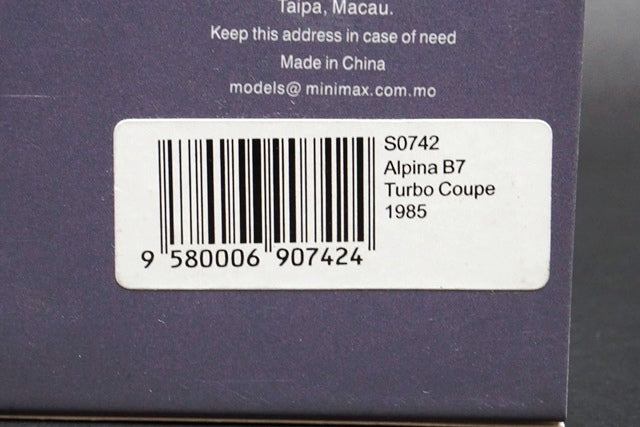 Taipa, Macau.
Keep this address in case of need
Made in China
models@ minimax.com.mo
S0742
Alpina B7
Turbo Coupe
1985
9 580006 907424